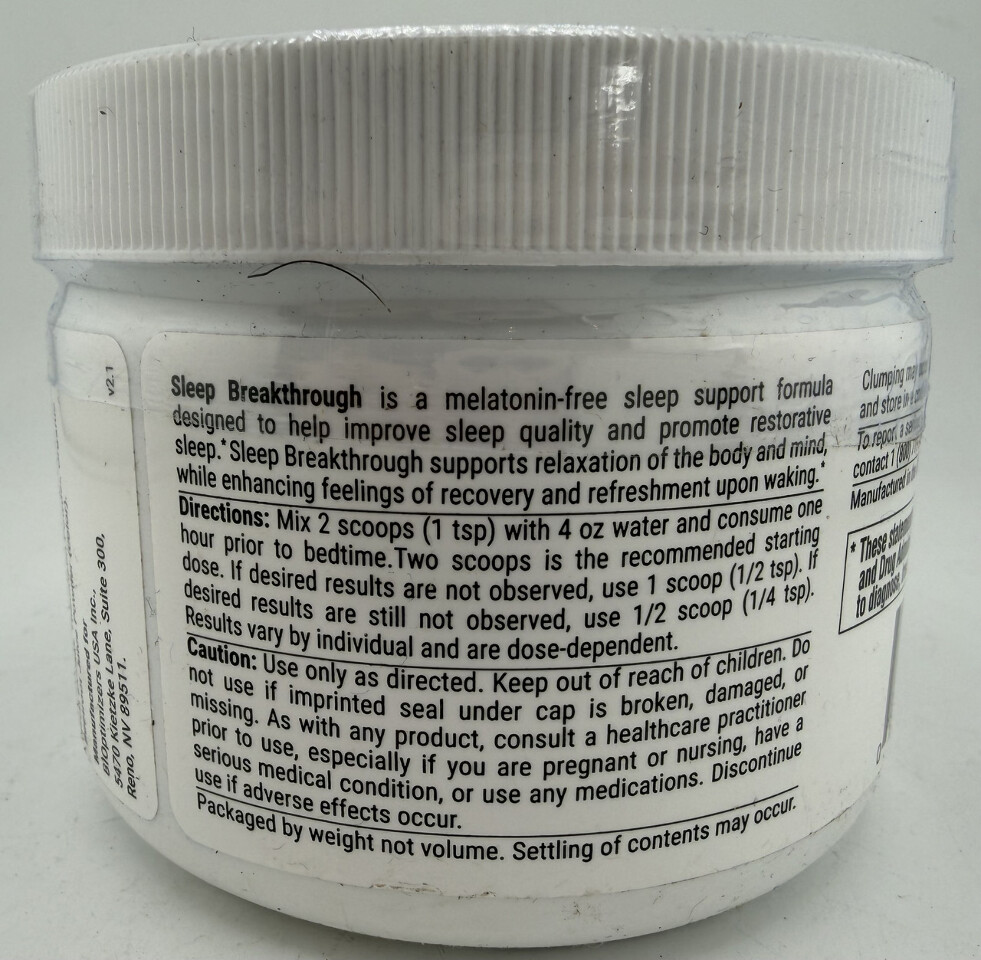 v2.1
Manufactured for
BiOptimizers USA Inc.,
5470 Kietzke Lane, Suite 300,
Reno, NV 89511.
Sleep Breakthrough is a melatonin-free sleep support formula
designed to help improve sleep quality and promote restorative
sleep.* Sleep Breakthrough supports relaxation of the body and mind,
while enhancing feelings of recovery and refreshment upon waking.*
Directions: Mix 2 scoops (1 tsp) with 4 oz water and consume one
hour prior to bedtime.Two scoops is the recommended starting
dose. If desired results are not observed, use 1 scoop (1/2 tsp). If
desired results are still not observed, use 1/2 scoop (1/4 tsp).
Results vary by individual and are dose-dependent.
Caution: Use only as directed. Keep out of reach of children. Do
not use if imprinted seal under cap is broken, damaged, or
missing. As with any product, consult a healthcare practitioner
prior to use, especially if you are pregnant or nursing, have a
serious medical condition, or use any medications. Discontinue
use if adverse effects occur.
Packaged by weight not volume. Settling of contents may occur.
Clumping may
and store in a
To report a
contact 1 (800)
Manufactured in
* These
and Drug
to diagnose